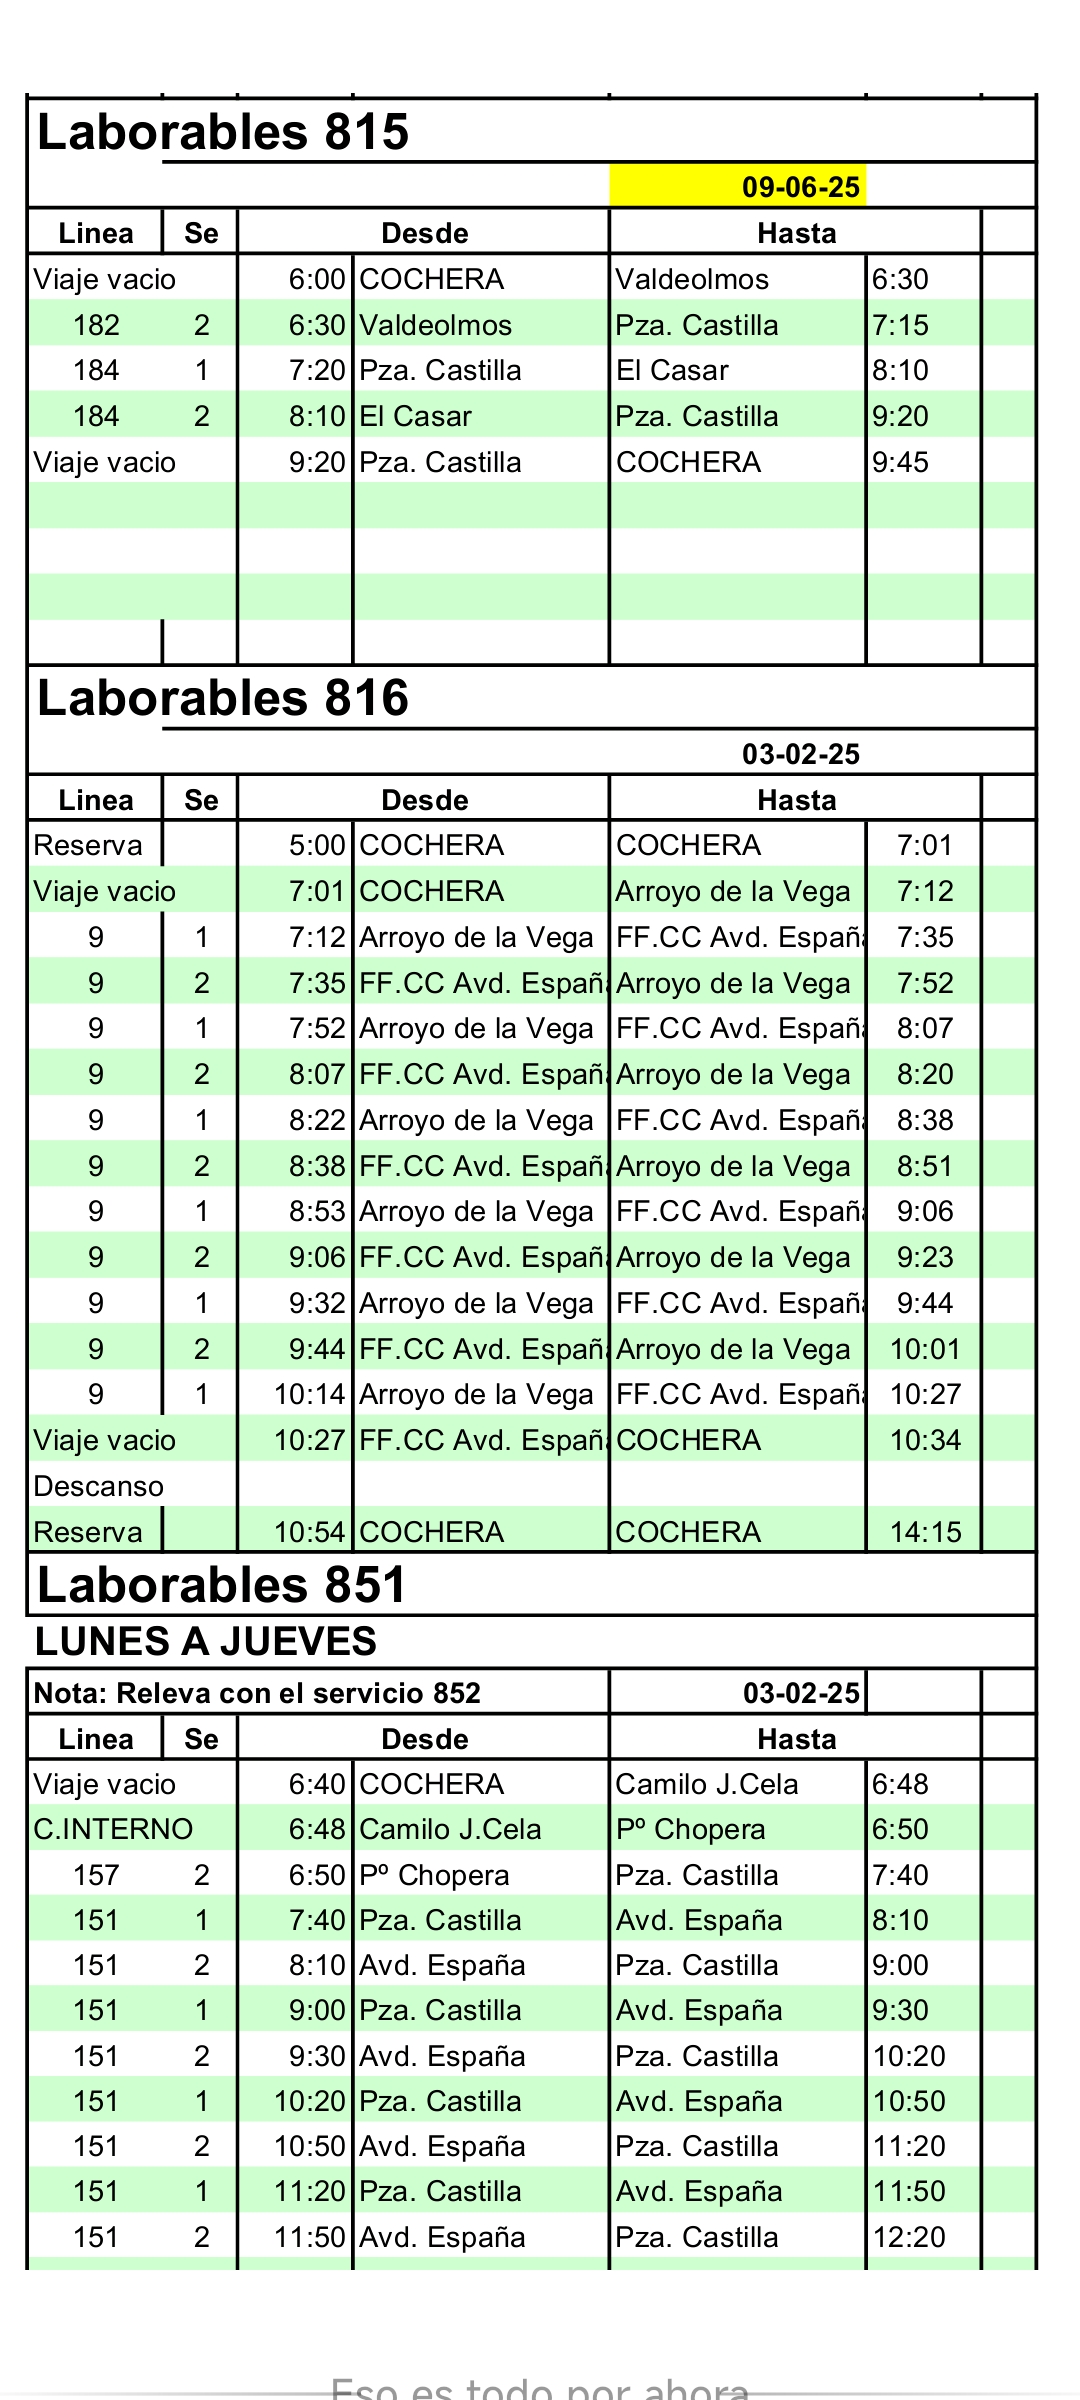 Laborables 815
09-06-25
Linea Se Desde Hasta
Viaje vacio 6:00 COCHERA Valdeolmos 6:30
182 2 6:30 Valdeolmos Pza. Castilla 7:15
184 1 7:20 Pza. Castilla El Casar 8:10
184 2 8:10 El Casar Pza. Castilla 9:20
Viaje vacio 9:20 Pza. Castilla COCHERA 9:45
Laborables 816
03-02-25
Linea Se Desde Hasta
Reserva 5:00 COCHERA COCHERA 7:01
Viaje vacio 7:01 COCHERA Arroyo de la Vega 7:12
9 1 7:12 Arroyo de la Vega FF.CC Avd. España 7:35
9 2 7:35 FF.CC Avd. España Arroyo de la Vega 7:52
9 1 7:52 Arroyo de la Vega FF.CC Avd. España 8:07
9 2 8:07 FF.CC Avd. España Arroyo de la Vega 8:20
9 1 8:22 Arroyo de la Vega FF.CC Avd. España 8:38
9 2 8:38 FF.CC Avd. España Arroyo de la Vega 8:51
9 1 8:53 Arroyo de la Vega FF.CC Avd. España 9:06
9 2 9:06 FF.CC Avd. España Arroyo de la Vega 9:23
9 1 9:32 Arroyo de la Vega FF.CC Avd. España 9:44
9 2 9:44 FF.CC Avd. España Arroyo de la Vega 10:01
9 1 10:14 Arroyo de la Vega FF.CC Avd. España 10:27
Viaje vacio 10:27 FF.CC Avd. España COCHERA 10:34
Descanso
Reserva 10:54 COCHERA COCHERA 14:15
Laborables 851
LUNES A JUEVES
Nota: Releva con el servicio 852 03-02-25
Linea Se Desde Hasta
Viaje vacio 6:40 COCHERA Camilo J.Cela 6:48
C.INTERNO 6:48 Camilo J.Cela Pº Chopera 6:50
157 2 6:50 Pº Chopera Pza. Castilla 7:40
151 1 7:40 Pza. Castilla Avd. España 8:10
151 2 8:10 Avd. España Pza. Castilla 9:00
151 1 9:00 Pza. Castilla Avd. España 9:30
151 2 9:30 Avd. España Pza. Castilla 10:20
151 1 10:20 Pza. Castilla Avd. España 10:50
151 2 10:50 Avd. España Pza. Castilla 11:20
151 1 11:20 Pza. Castilla Avd. España 11:50
151 2 11:50 Avd. España Pza. Castilla 12:20
Eso es todo por ahora